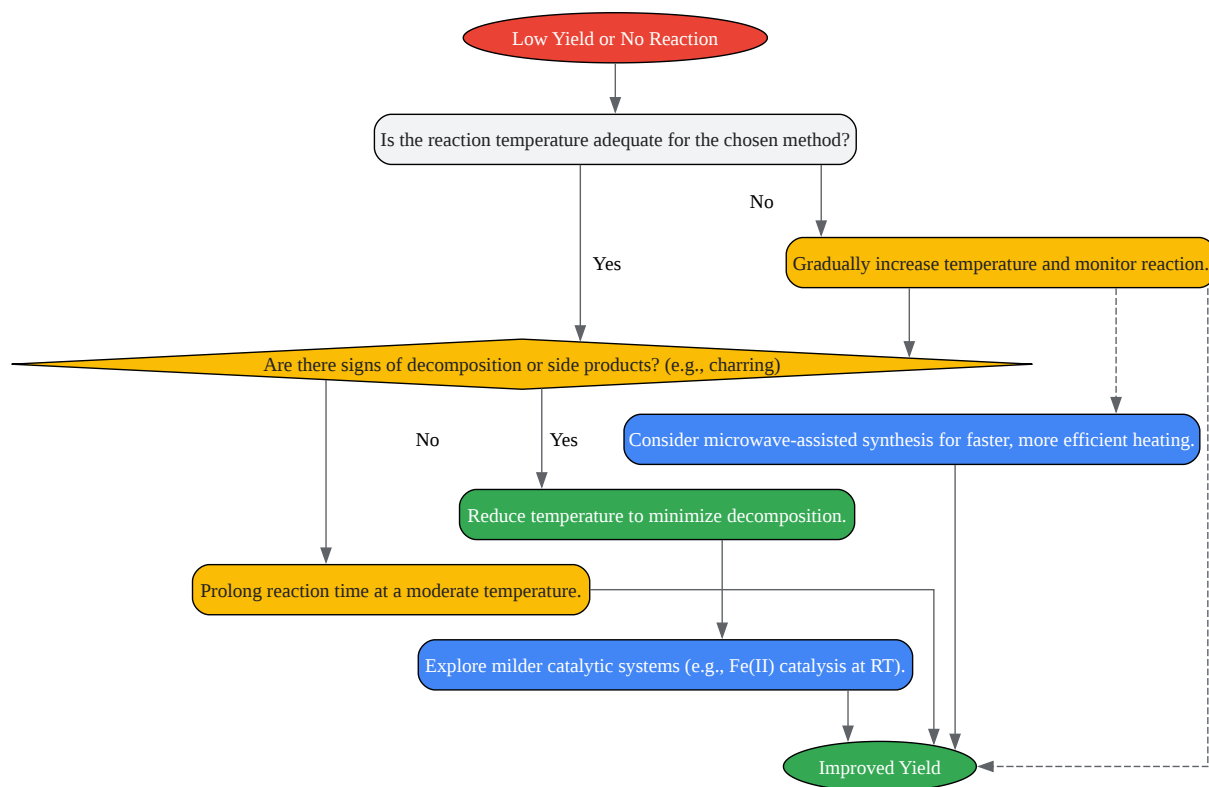 Low Yield or No Reaction
Is the reaction temperature adequate for the chosen method?
No
Gradually increase temperature and monitor reaction.
Yes
Are there signs of decomposition or side products? (e.g., charring)
No
Yes
Consider microwave-assisted synthesis for faster, more efficient heating.
Reduce temperature to minimize decomposition.
Prolong reaction time at a moderate temperature.
Explore milder catalytic systems (e.g., Fe(II) catalysis at RT).
Improved Yield